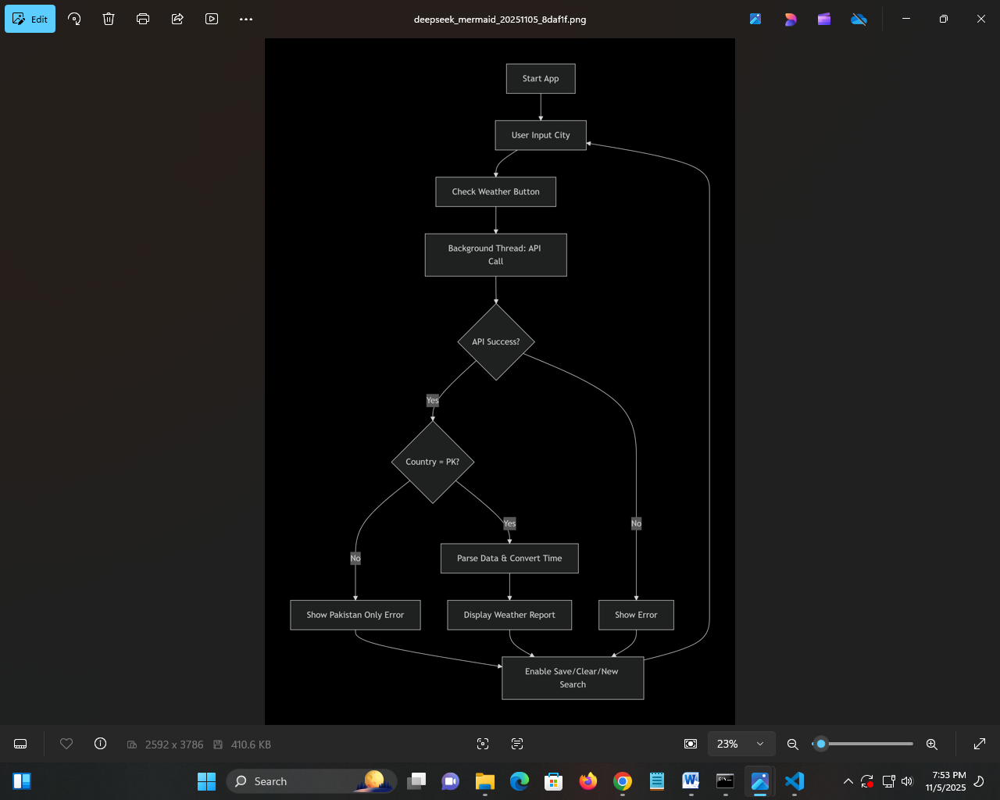 Edit
deepseek_mermaid_20251105_8daf1f.png
Start App
User Input City
Check Weather Button
Background Thread: API
Call
API Success?
Yes
Country = PK?
Yes
No
No
Parse Data & Convert Time
Show Pakistan Only Error
Display Weather Report
Show Error
Enable Save/Clear/New
Search
2592 x 3786
410.6 KB
23%
Search
7:53 PM
11/5/2025